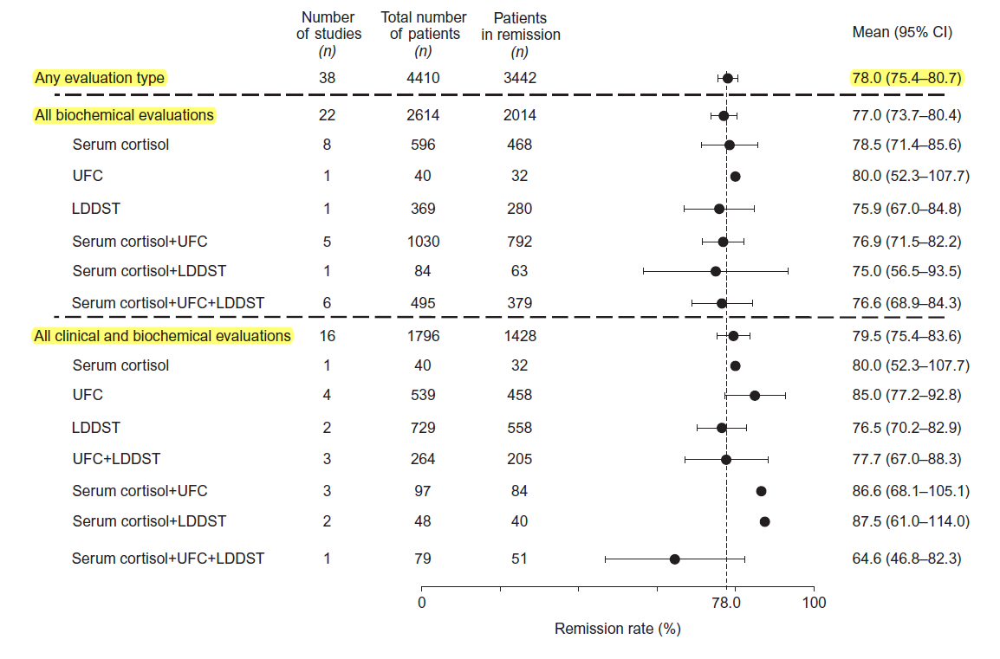 Number of studies (n) Total number of patients (n) Patients in remission (n) Mean (95% CI)
Any evaluation type 38 4410 3442 78.0 (75.4–80.7)
All biochemical evaluations 22 2614 2014 77.0 (73.7–80.4)
Serum cortisol 8 596 468 78.5 (71.4–85.6)
UFC 1 40 32 80.0 (52.3–107.7)
LDDST 1 369 280 75.9 (67.0–84.8)
Serum cortisol+UFC 5 1030 792 76.9 (71.5–82.2)
Serum cortisol+LDDST 1 84 63 75.0 (56.5–93.5)
Serum cortisol+UFC+LDDST 6 495 379 76.6 (68.9–84.3)
All clinical and biochemical evaluations 16 1796 1428 79.5 (75.4–83.6)
Serum cortisol 1 40 32 80.0 (52.3–107.7)
UFC 4 539 458 85.0 (77.2–92.8)
LDDST 2 729 558 76.5 (70.2–82.9)
UFC+LDDST 3 264 205 77.7 (67.0–88.3)
Serum cortisol+UFC 3 97 84 86.6 (68.1–105.1)
Serum cortisol+LDDST 2 48 40 87.5 (61.0–114.0)
Serum cortisol+UFC+LDDST 1 79 51 64.6 (46.8–82.3)
0 78.0 100
Remission rate (%)